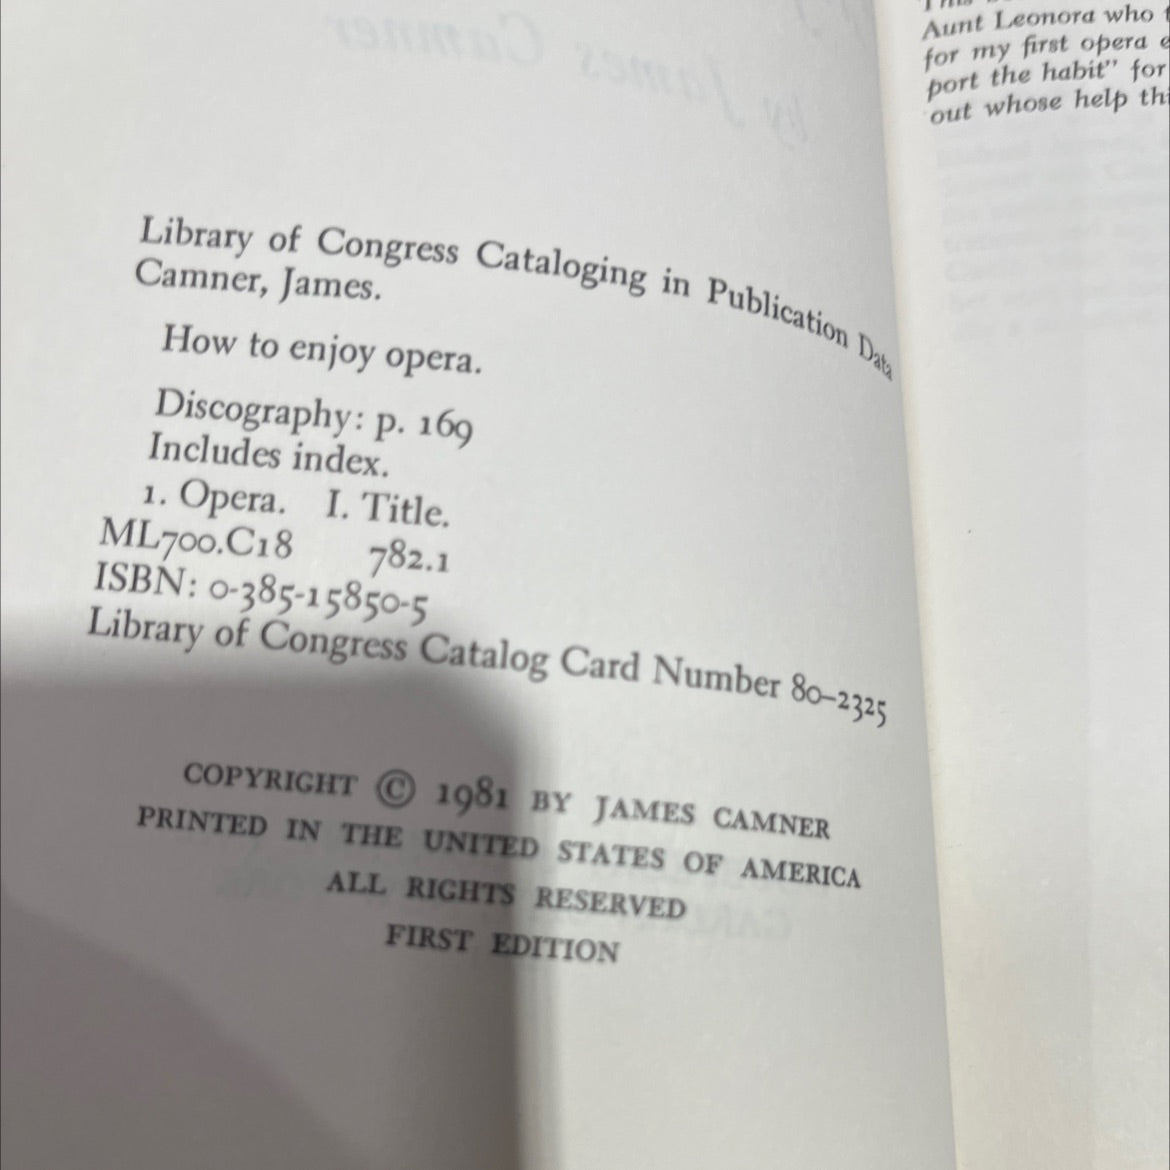 Library of Congress Cataloging in Publication Data
Camner, James.
How to enjoy opera.
Discography: p. 169
Includes index.
1. Opera. I. Title.
ML700.C18 782.1
ISBN: 0-385-15850-5
Library of Congress Catalog Card Number 80–2325
COPYRIGHT © 1981 BY JAMES CAMNER
PRINTED IN THE UNITED STATES OF AMERICA
ALL RIGHTS RESERVED
FIRST EDITION
Aunt Leonora who
for my first opera
port the habit" for
out whose help